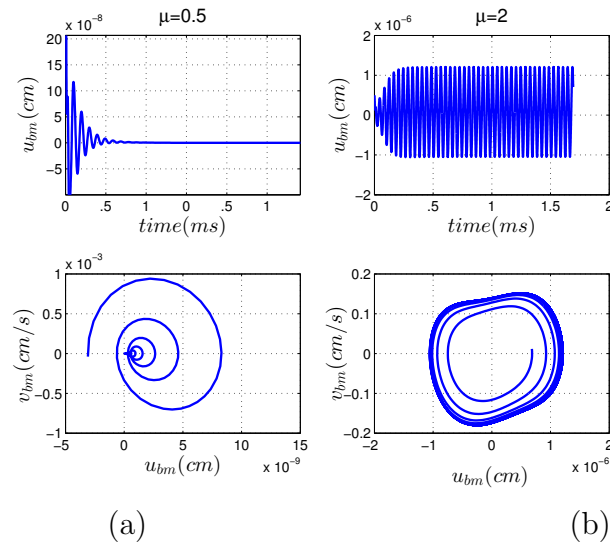 μ=0.5
x 10⁻⁸
20
15
10
5
0
−5
0 .5 0 .5 1
u_bm(cm)
time(ms)
μ=2
x 10⁻⁶
2
1
0
−1
−2
0 .5 1 1.5 2
u_bm(cm)
time(ms)
x 10⁻³
1
0.5
0
−0.5
−1
−5 0 5 10 15
x 10⁻⁹
v_bm(cm/s)
u_bm(cm)
0.2
0.1
0
−0.1
−0.2
−2 −1 0 1 2
x 10⁻⁶
v_bm(cm/s)
u_bm(cm)
(a)
(b)